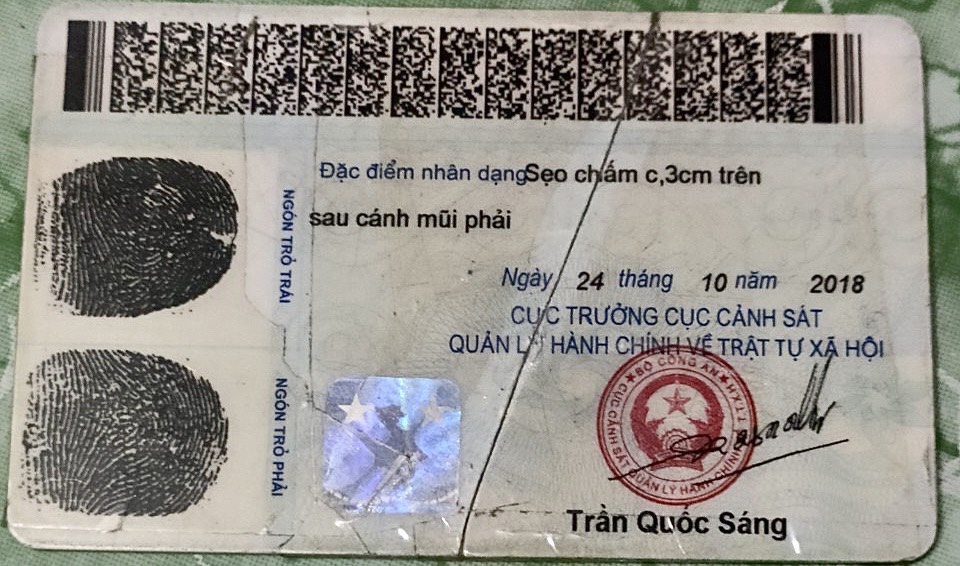 Đặc điểm nhân dạng Sẹo chấm c,3cm trên
sau cánh mũi phải
NGÓN TRỎ TRÁI
NGÓN TRỎ PHẢI
Ngày 24 tháng 10 năm 2018
CỤC TRƯỞNG CỤC CẢNH SÁT
QUẢN LÝ HÀNH CHÍNH VỀ TRẬT TỰ XÃ HỘI
BỘ CÔNG AN
CỤC CẢNH SÁT QUẢN LÝ HÀNH CHÍNH VỀ TTXH
Trần Quốc Sáng